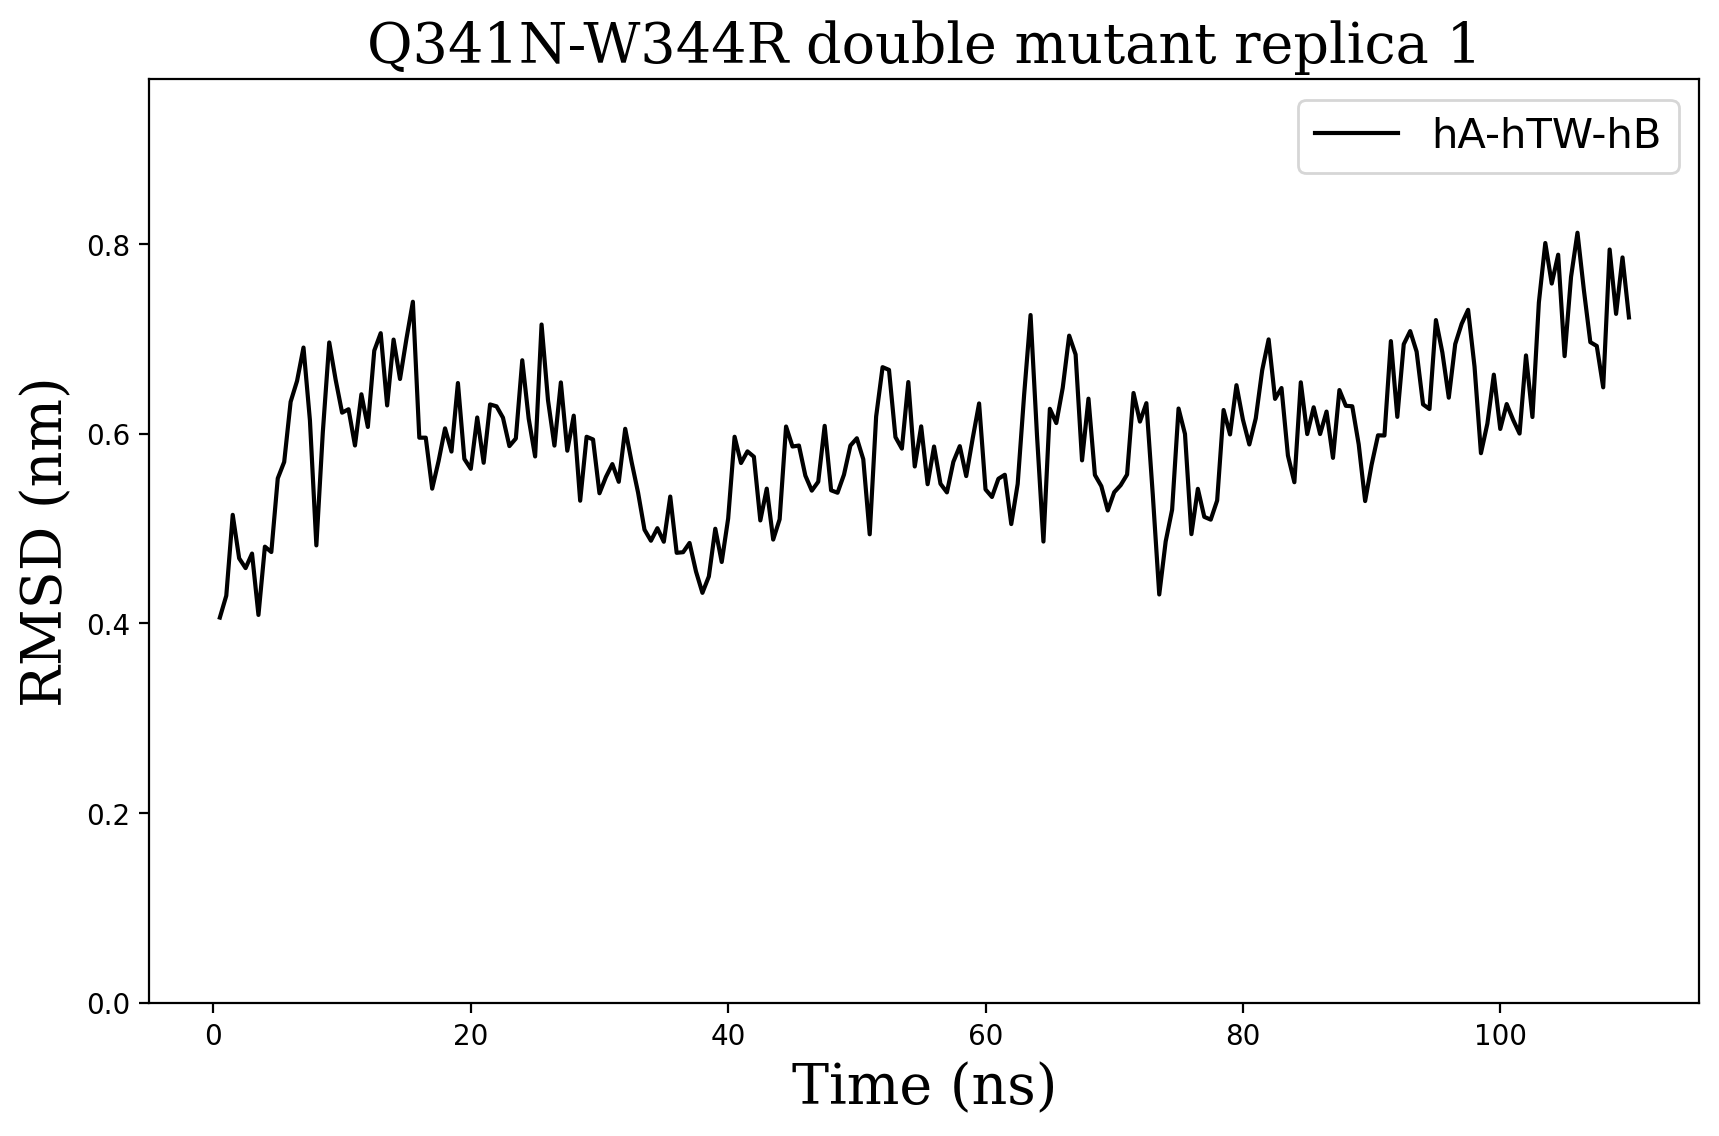 Q341N-W344R double mutant replica 1
hA-hTW-hB
RMSD (nm)
0.8
0.6
0.4
0.2
0.0
0 20 40 60 80 100
Time (ns)